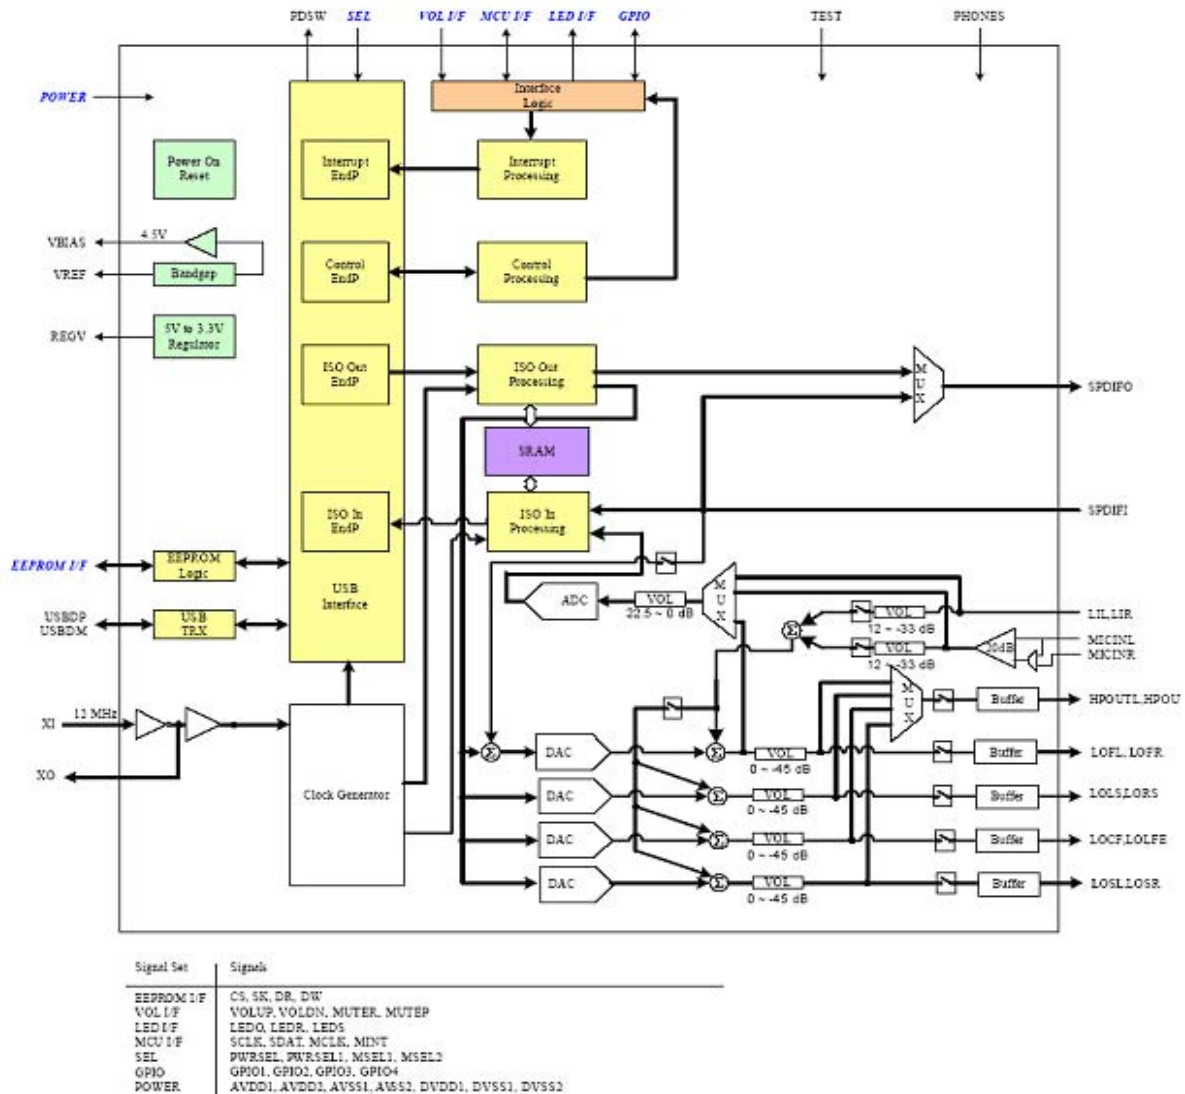 PDSW SEL VOL I/F MCU I/F LED I/F GPIO TEST PHONES
POWER
Interface
Logic
Power On
Reset
Interrupt
EndP
Interrupt
Processing
VBIAS
4.5V
VREF
Bandgap
Control
EndP
Control
Processing
REGV
5V to 3.3V
Regulator
ISO Out
EndP
ISO Out
Processing
MUX
SPDIFO
SRAM
ISO In
EndP
ISO In
Processing
SPDIFI
EEPROM I/F
EEPROM
Logic
USB
Interface
USBDP
USBDM
USB
TRX
ADC
VOL
22.5 ~ 0 dB
MUX
Σ
VOL
12 ~ -33 dB
LIL,LIR
VOL
12 ~ -33 dB
20dB
MICINL
MICINR
MUX
Buffer
HPOUTL,HPOU
XI
12 MHz
XO
Clock Generator
Σ
DAC
Σ
VOL
0 ~ -45 dB
Buffer
LOFL, LOFR
DAC
Σ
VOL
0 ~ -45 dB
Buffer
LOLS,LORS
DAC
Σ
VOL
0 ~ -45 dB
Buffer
LOCF,LOLFE
DAC
Σ
VOL
0 ~ -45 dB
Buffer
LOSL,LOSR
Signal Set Signals
EEPROM I/F CS, SK, DR, DW
VOL I/F VOLUP, VOLDN, MUTER, MUTEP
LED I/F LEDO, LEDR, LEDS
MCU I/F SCLK, SDAT, MCLK, MINT
SEL PWRSEL, PWRSEL1, MSEL1, MSEL2
GPIO GPIO1, GPIO2, GPIO3, GPIO4
POWER AVDD1, AVDD2, AVSS1, AVSS2, DVDD1, DVSS1, DVSS2